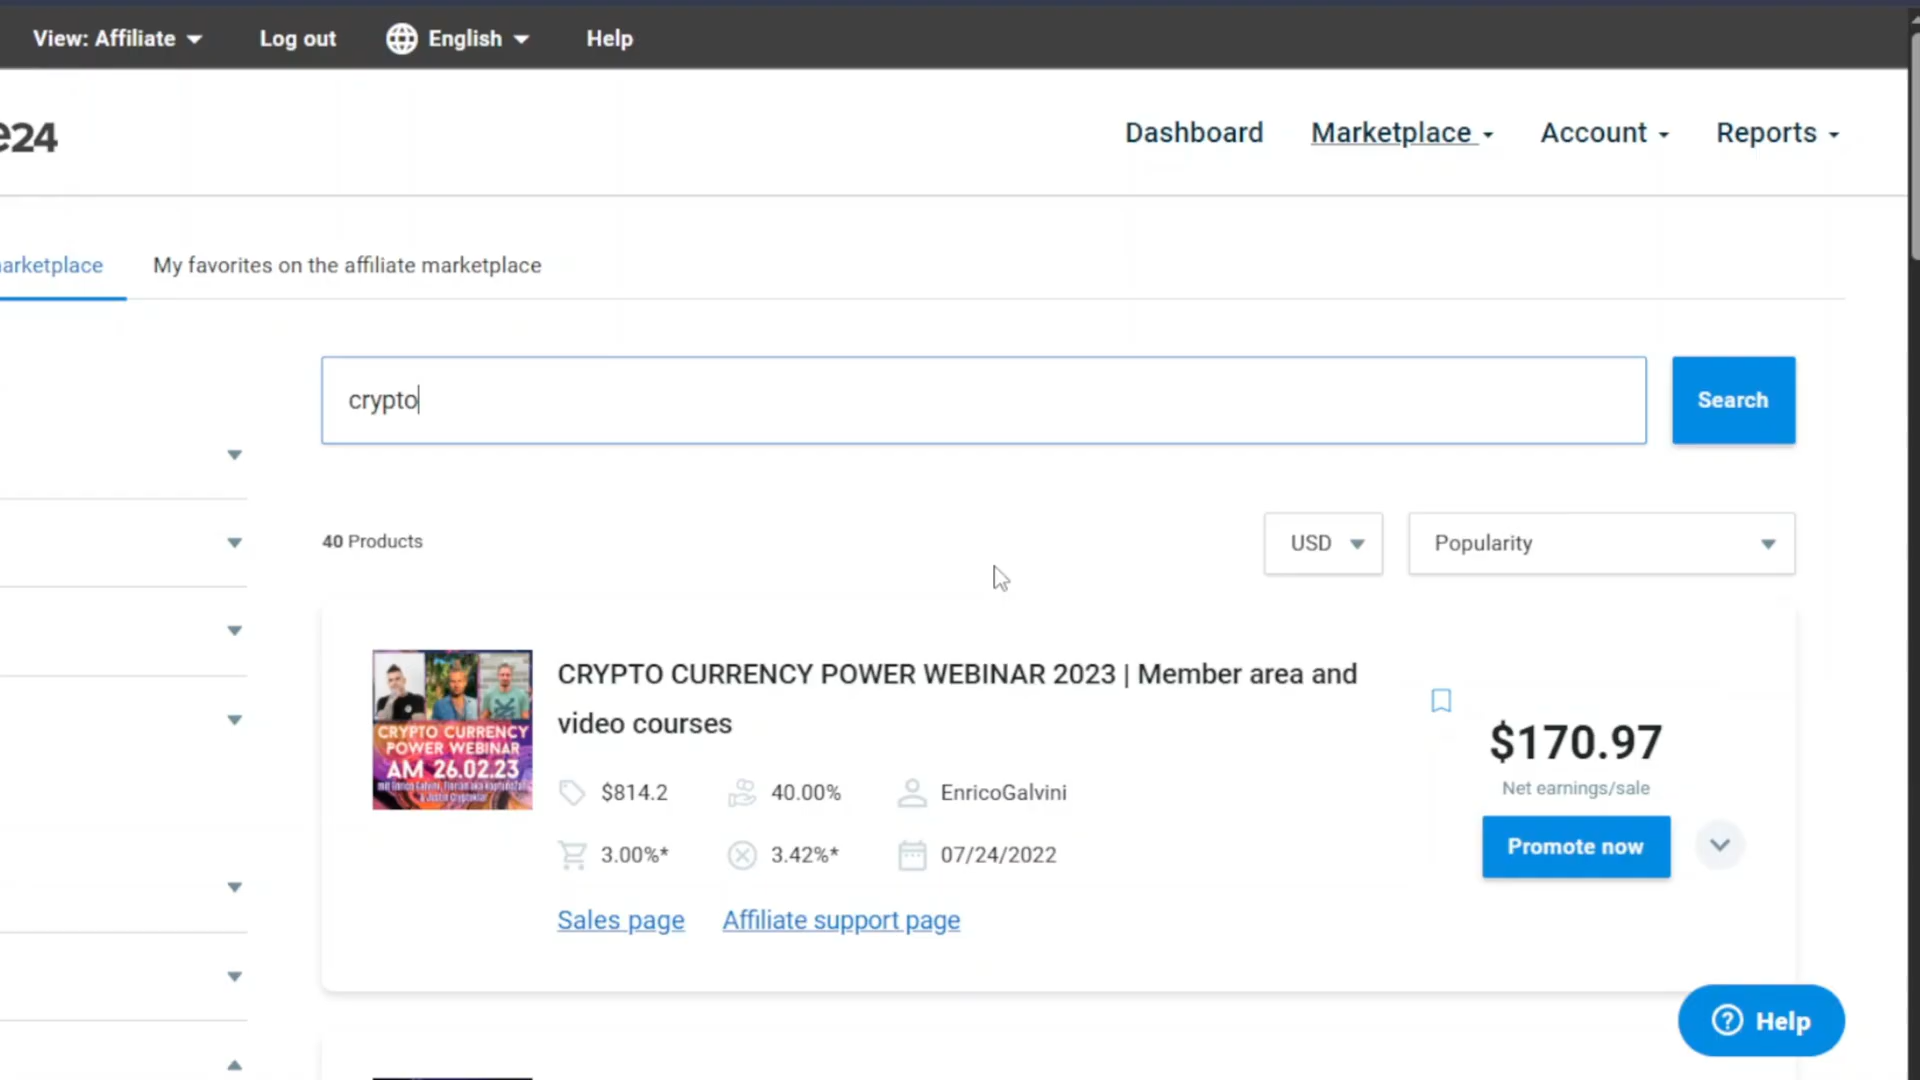 View: Affiliate
Log out
English
Help
e24
Dashboard
Marketplace
Account
Reports
arketplace
My favorites on the affiliate marketplace
crypto
Search
40 Products
USD
Popularity
CRYPTO CURRENCY POWER WEBINAR 2023 | Member area and
video courses
CRYPTO CURRENCY
POWER WEBINAR
AM 26.02.23
$814.2
40.00%
EnricoGalvini
3.00%*
3.42%*
07/24/2022
Sales page
Affiliate support page
$170.97
Net earnings/sale
Promote now
Help